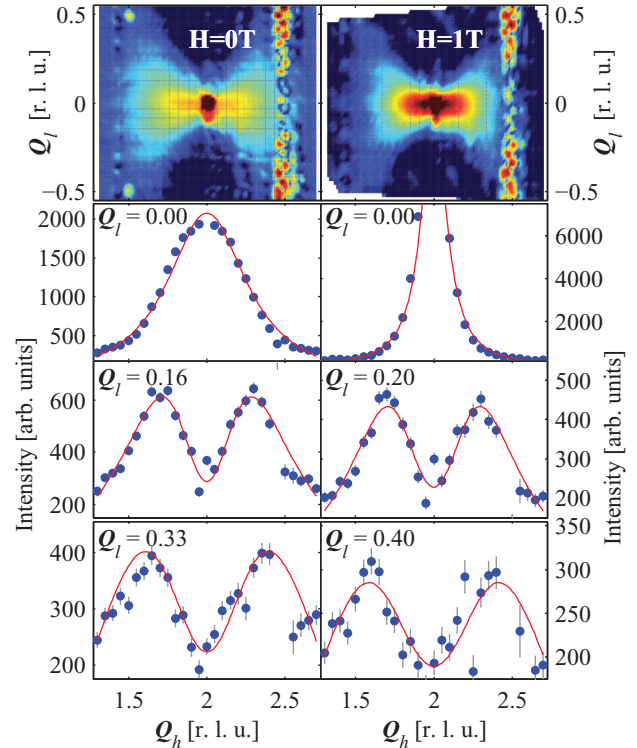 H=0T
H=1T
0.5
0
−0.5
Q_l [r. l. u.]
0.5
0
−0.5
Q_l [r. l. u.]
Q_l = 0.00
2000
1500
1000
500
Q_l = 0.00
6000
4000
2000
Q_l = 0.16
600
400
200
Q_l = 0.20
500
400
300
200
Q_l = 0.33
400
300
200
Q_l = 0.40
350
300
250
200
150
Intensity [arb. units]
Intensity [arb. units]
1.5 2 2.5
1.5 2 2.5
Q_h [r. l. u.]
Q_h [r. l. u.]